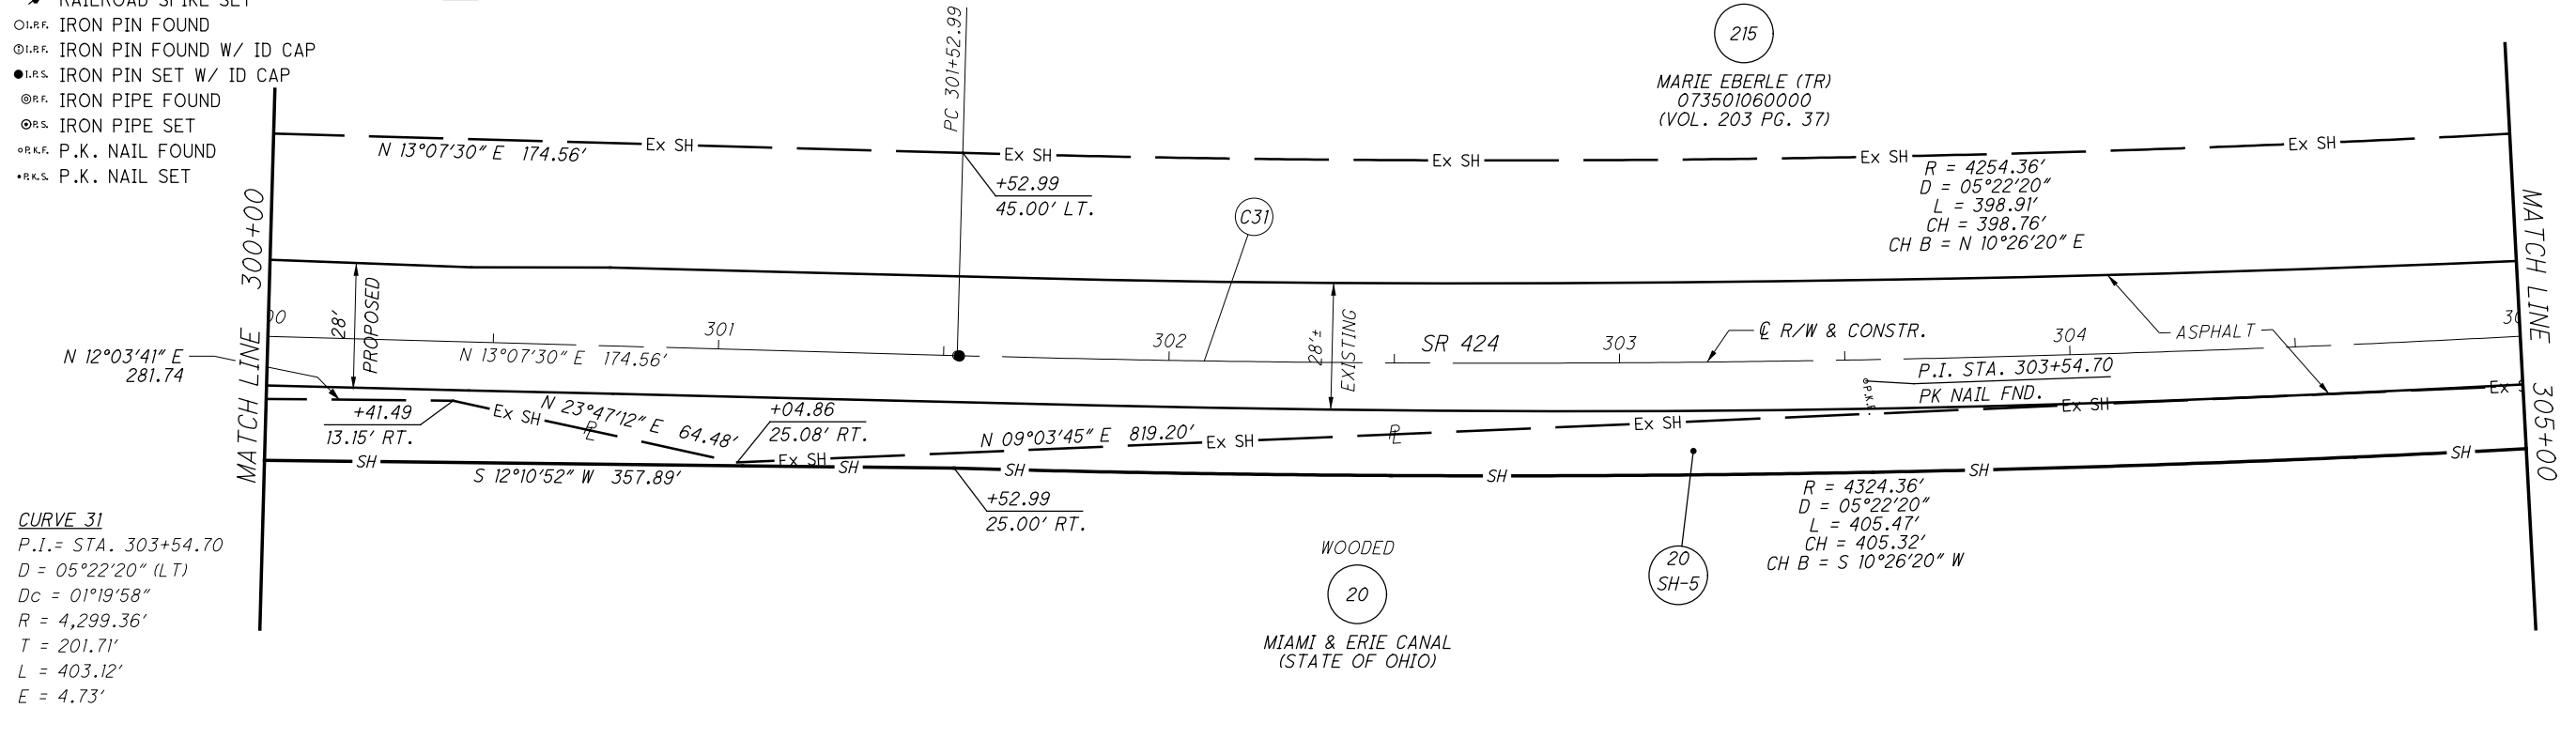 RAILROAD SPIKE SET
I.P.F. IRON PIN FOUND
I.P.F. IRON PIN FOUND W/ ID CAP
I.P.S. IRON PIN SET W/ ID CAP
P.F. IRON PIPE FOUND
P.S. IRON PIPE SET
P.K.F. P.K. NAIL FOUND
P.K.S. P.K. NAIL SET
MATCH LINE 300+00
N 13°07'30" E 174.56'
Ex SH
PC 301+52.99
Ex SH
+52.99
45.00' LT.
C31
Ex SH
215
MARIE EBERLE (TR)
073501060000
(VOL. 203 PG. 37)
Ex SH
R = 4254.36'
D = 05°22'20"
L = 398.91'
CH = 398.76'
CH B = N 10°26'20" E
Ex SH
MATCH LINE 305+00
28'
PROPOSED
301
N 13°07'30" E 174.56'
302
28'±
EXISTING
SR 424
303
℄ R/W & CONSTR.
304
ASPHALT
P.I. STA. 303+54.70
PK NAIL FND.
P.K.F.
N 12°03'41" E
281.74
+41.49
13.15' RT.
Ex SH
N 23°47'12" E 64.48'
PL
+04.86
25.08' RT.
Ex SH
N 09°03'45" E 819.20'
Ex SH
PL
Ex SH
Ex SH
SH
S 12°10'52" W 357.89'
SH
SH
+52.99
25.00' RT.
SH
SH
SH
R = 4324.36'
D = 05°22'20"
L = 405.47'
CH = 405.32'
CH B = S 10°26'20" W
20
SH-5
WOODED
20
MIAMI & ERIE CANAL
(STATE OF OHIO)
CURVE 31
P.I.= STA. 303+54.70
D = 05°22'20" (LT)
Dc = 01°19'58"
R = 4,299.36'
T = 201.71'
L = 403.12'
E = 4.73'